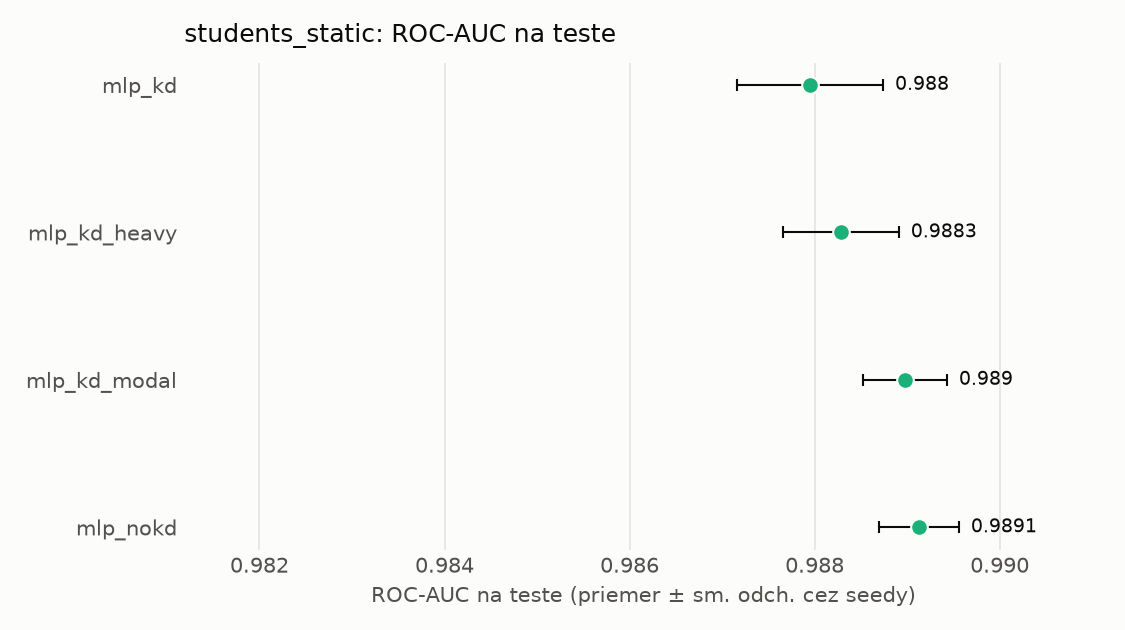 students_static: ROC-AUC na teste
mlp_kd
0.988
mlp_kd_heavy
0.9883
mlp_kd_modal
0.989
mlp_nokd
0.9891
0.982
0.984
0.986
0.988
0.990
ROC-AUC na teste (priemer ± sm. odch. cez seedy)